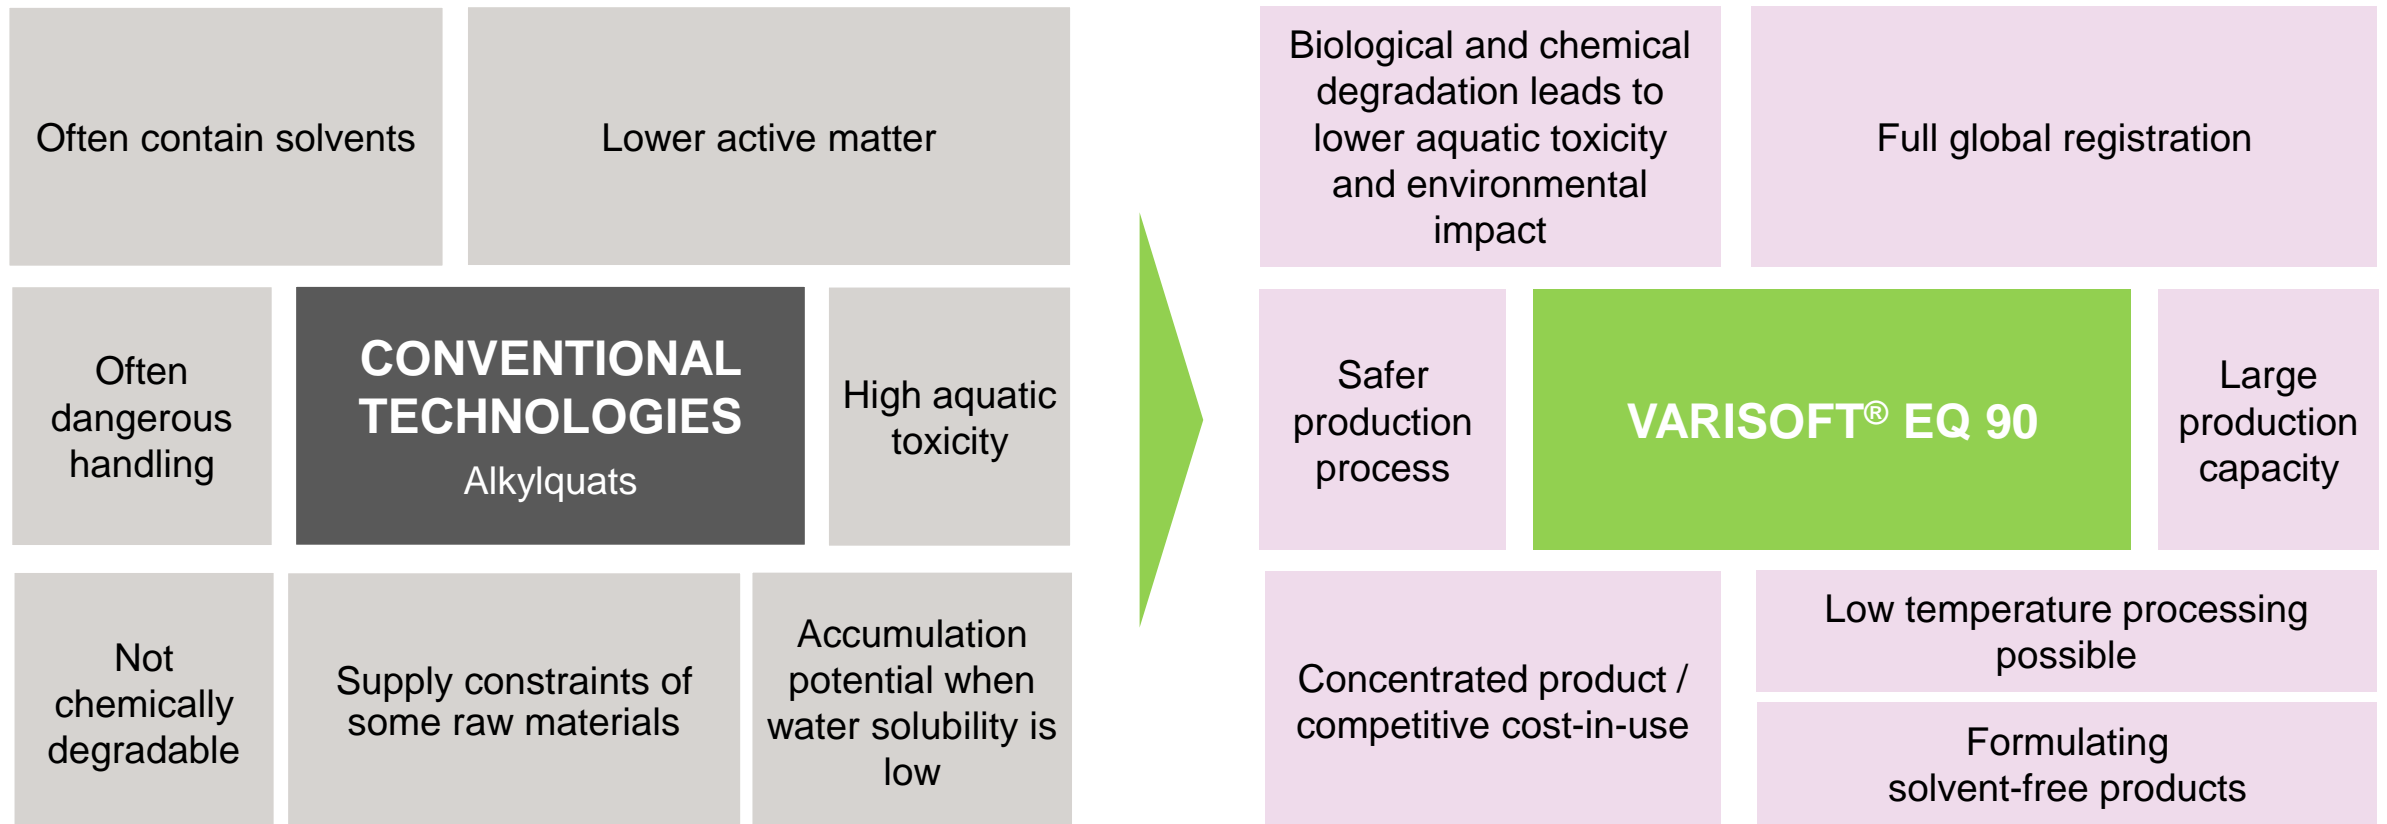 Often contain solvents
Lower active matter
Often
dangerous
handling
CONVENTIONAL
TECHNOLOGIES
Alkylquats
High aquatic
toxicity
Not
chemically
degradable
Supply constraints of
some raw materials
Accumulation
potential when
water solubility is
low
Biological and chemical
degradation leads to
lower aquatic toxicity
and environmental
impact
Full global registration
Safer
production
process
VARISOFT® EQ 90
Large
production
capacity
Concentrated product /
competitive cost-in-use
Low temperature processing
possible
Formulating
solvent-free products